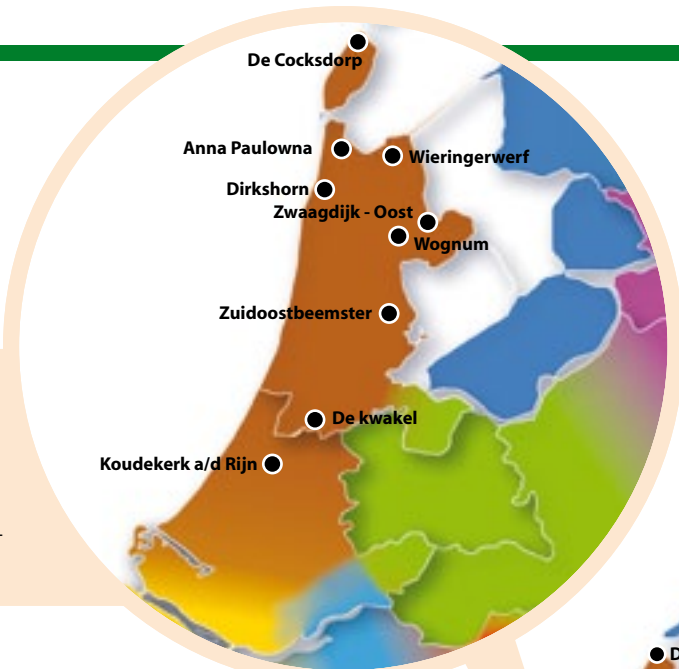 De Cocksdorp
Anna Paulowna
Wieringerwerf
Dirkshorn
Zwaagdijk - Oost
Wognum
Zuidoostbeemster
De kwakel
Koudekerk a/d Rijn
D